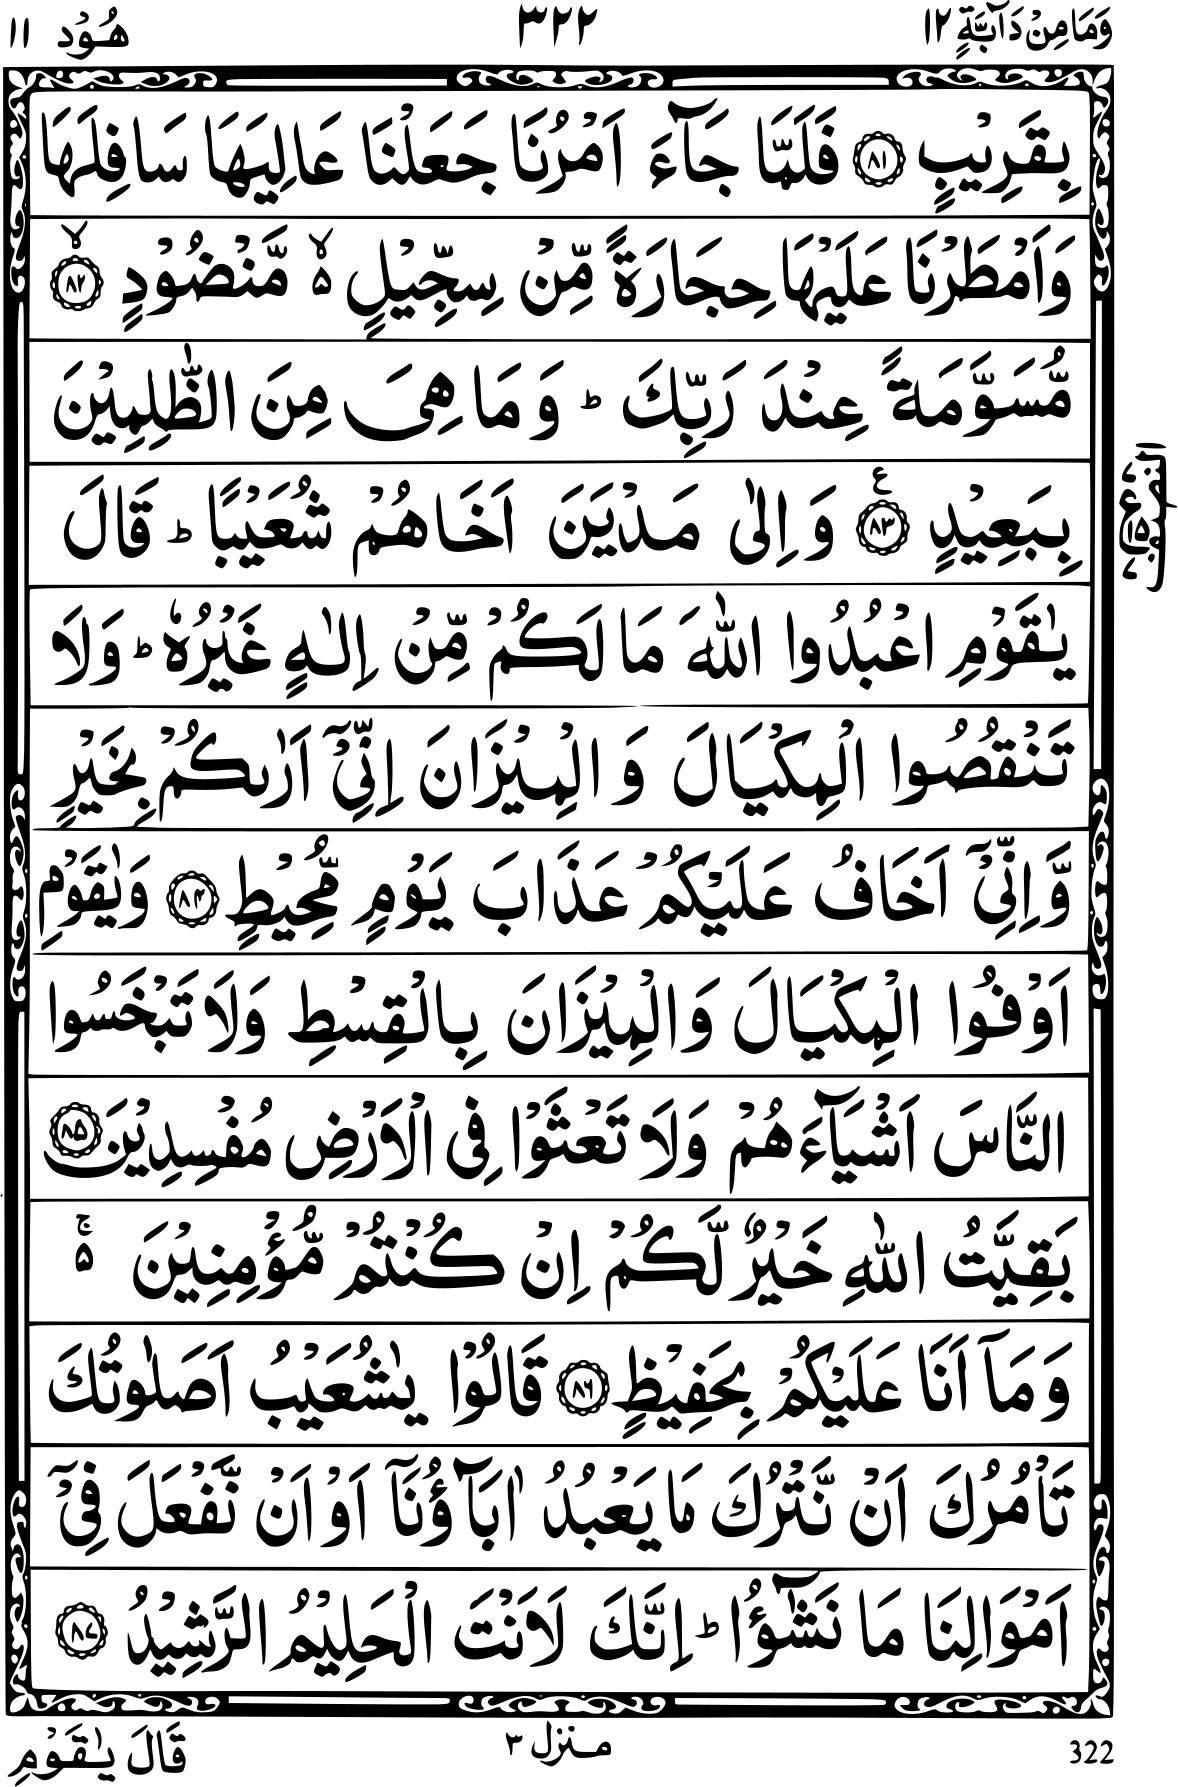 وَمَا مِنْ دَآبَّةٍ ١٢ ٣٢٢ هُوْد ١١
بِقَرِيْبٍ ﴿٨١﴾ فَلَمَّا جَآءَ اَمْرُنَا جَعَلْنَا عَالِيَهَا سَافِلَهَا
وَاَمْطَرْنَا عَلَيْهَا حِجَارَةً مِّنْ سِجِّيْلٍ ۙ۬ مَّنْضُوْدٍ ﴿٨٢﴾ ۙ
مُّسَوَّمَةً عِنْدَ رَبِّكَ ؕ وَمَا هِىَ مِنَ الظّٰلِمِيْنَ
بِبَعِيْدٍ ﴿٨٣﴾ ع وَاِلٰى مَدْيَنَ اَخَاهُمْ شُعَيْبًا ؕ قَالَ
يٰقَوْمِ اعْبُدُوا اللّٰهَ مَا لَكُمْ مِّنْ اِلٰهٍ غَيْرُهٗ ؕ وَلَا
تَنْقُصُوا الْمِكْيَالَ وَالْمِيْزَانَ اِنِّىْۤ اَرٰىكُمْ بِخَيْرٍ
وَّاِنِّىْۤ اَخَافُ عَلَيْكُمْ عَذَابَ يَوْمٍ مُّحِيْطٍ ﴿٨٤﴾ وَيٰقَوْمِ
اَوْفُوا الْمِكْيَالَ وَالْمِيْزَانَ بِالْقِسْطِ وَلَا تَبْخَسُوا
النَّاسَ اَشْيَآءَهُمْ وَلَا تَعْثَوْا فِى الْاَرْضِ مُفْسِدِيْنَ ﴿٨٥﴾
بَقِيَّتُ اللّٰهِ خَيْرٌ لَّكُمْ اِنْ كُنْتُمْ مُّؤْمِنِيْنَ ۚ۬
وَمَاۤ اَنَا عَلَيْكُمْ بِحَفِيْظٍ ﴿٨٦﴾ قَالُوْا يٰشُعَيْبُ اَصَلٰوتُكَ
تَاْمُرُكَ اَنْ نَّتْرُكَ مَا يَعْبُدُ اٰبَآؤُنَاۤ اَوْ اَنْ نَّفْعَلَ فِىْۤ
اَمْوَالِنَا مَا نَشٰٓؤُا ؕ اِنَّكَ لَاَنْتَ الْحَلِيْمُ الرَّشِيْدُ ﴿٨٧﴾
النصف
قَالَ يٰقَوْمِ منزل ٣ 322